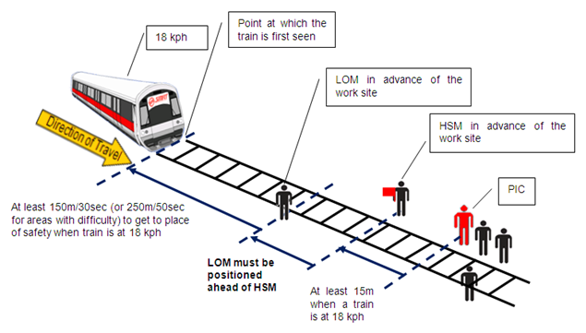 18 kph
Point at which the
train is first seen
LOM in advance of the
work site
HSM in advance of the
work site
PIC
Direction of Travel
At least 150m/30sec (or 250m/50sec
for areas with difficulty) to get to place
of safety when train is at 18 kph
LOM must be
positioned
ahead of HSM
At least 15m
when a train
is at 18 kph